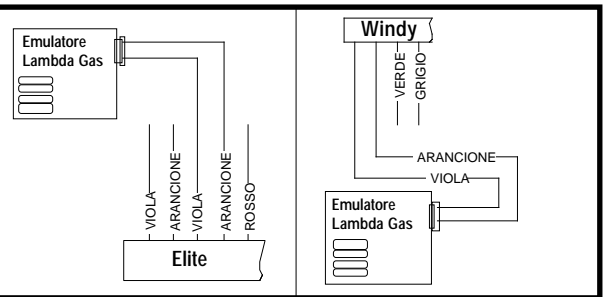 Emulatore
Lambda Gas
VIOLA
ARANCIONE
VIOLA
ARANCIONE
ROSSO
Elite
Windy
VERDE
GRIGIO
ARANCIONE
VIOLA
Emulatore
Lambda Gas